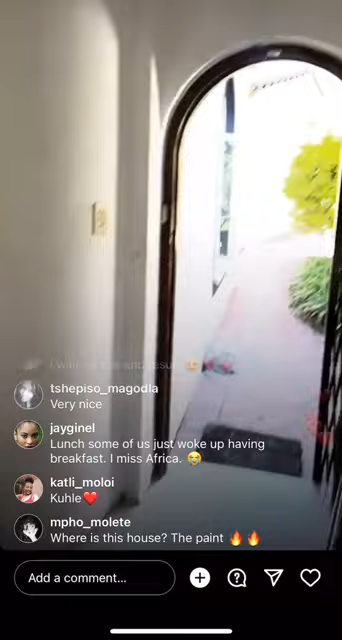 tshepiso_magodla
Very nice
jayginel
Lunch some of us just woke up having
breakfast. I miss Africa. 😭
katli_moloi
Kuhle❤️
mpho_molete
Where is this house? The paint 🔥🔥
Add a comment...